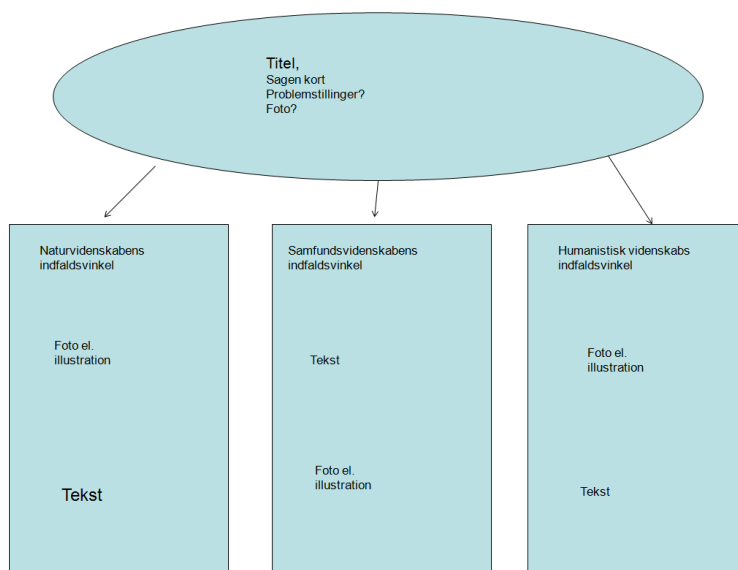 Titel,
Sagen kort
Problemstillinger?
Foto?
Naturvidenskabens
indfaldsvinkel
Foto el.
illustration
Tekst
Samfundsvidenskabens
indfaldsvinkel
Tekst
Foto el.
illustration
Humanistisk videnskabs
indfaldsvinkel
Foto el.
illustration
Tekst